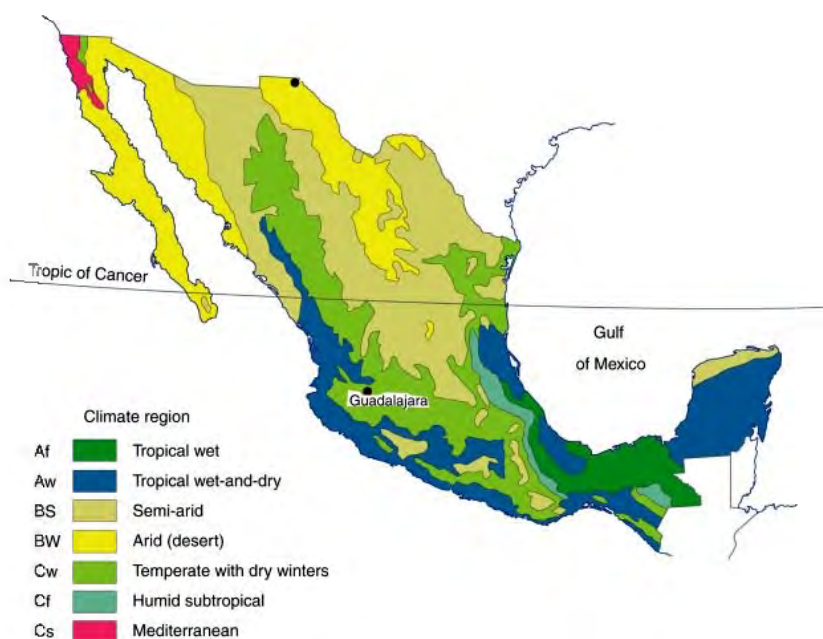 Tropic of Cancer
Gulf
of Mexico
Guadalajara
Climate region
Af Tropical wet
Aw Tropical wet-and-dry
BS Semi-arid
BW Arid (desert)
Cw Temperate with dry winters
Cf Humid subtropical
Cs Mediterranean